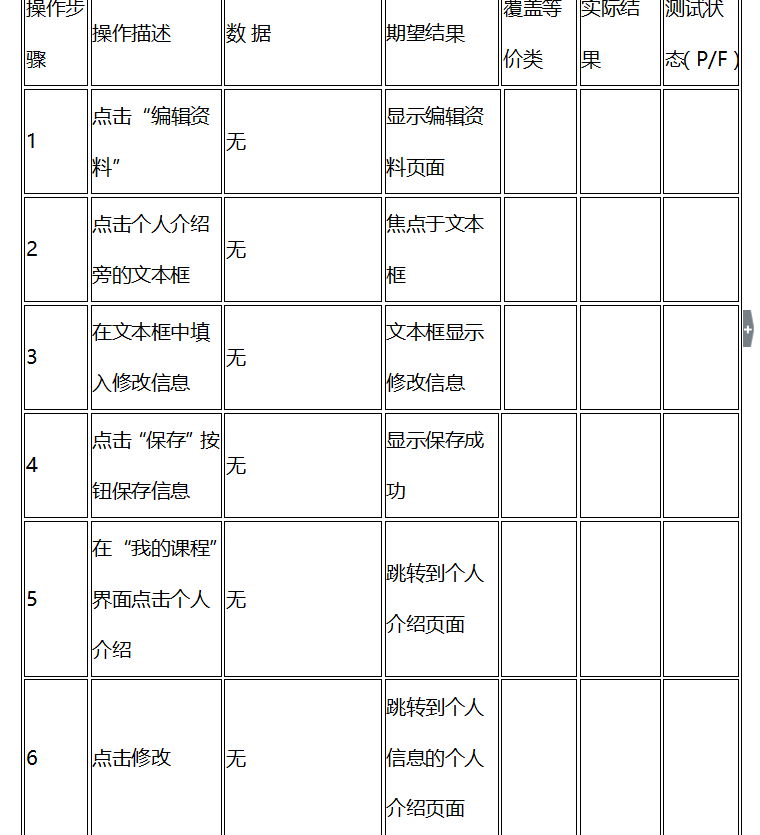 操作步骤 操作描述 数 据 期望结果 覆盖等价类 实际结果 测试状态( P/F )
1 点击“编辑资料” 无 显示编辑资料页面
2 点击个人介绍旁的文本框 无 焦点于文本框
3 在文本框中填入修改信息 无 文本框显示修改信息
4 点击“保存”按钮保存信息 无 显示保存成功
5 在“我的课程”界面点击个人介绍 无 跳转到个人介绍页面
6 点击修改 无 跳转到个人信息的个人介绍页面